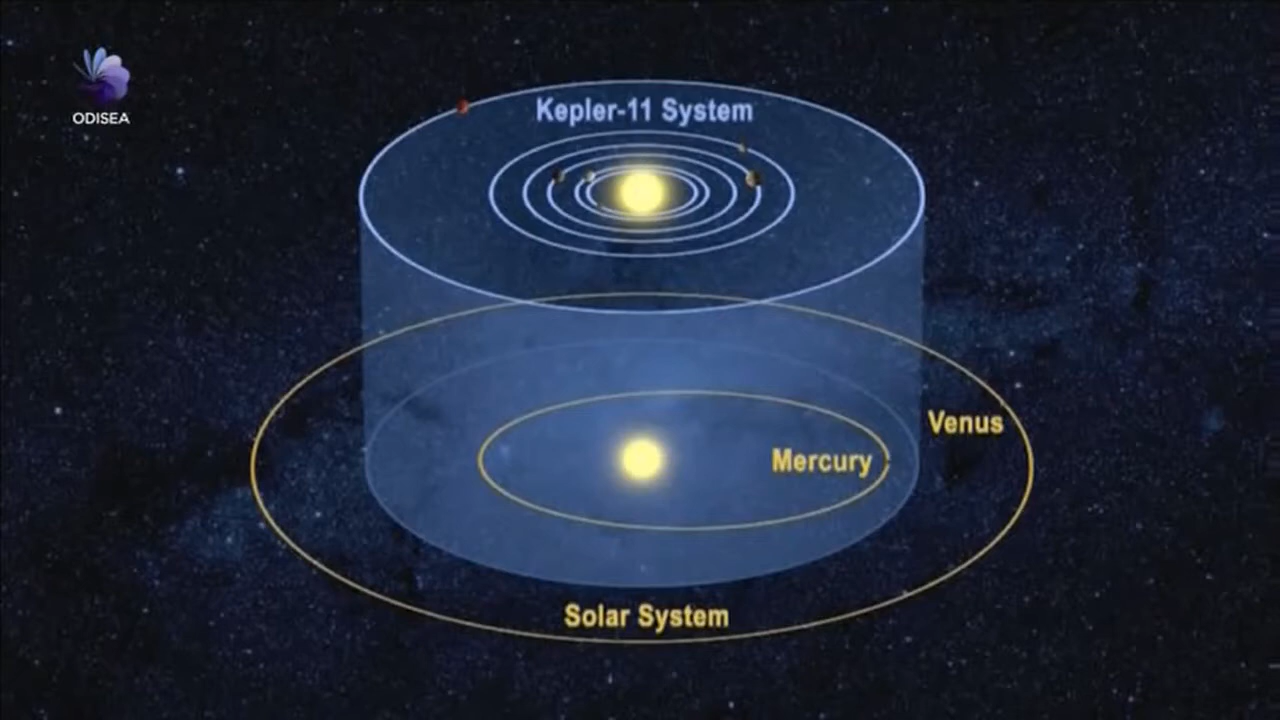 ODISEA
Kepler-11 System
Venus
Mercury
Solar System